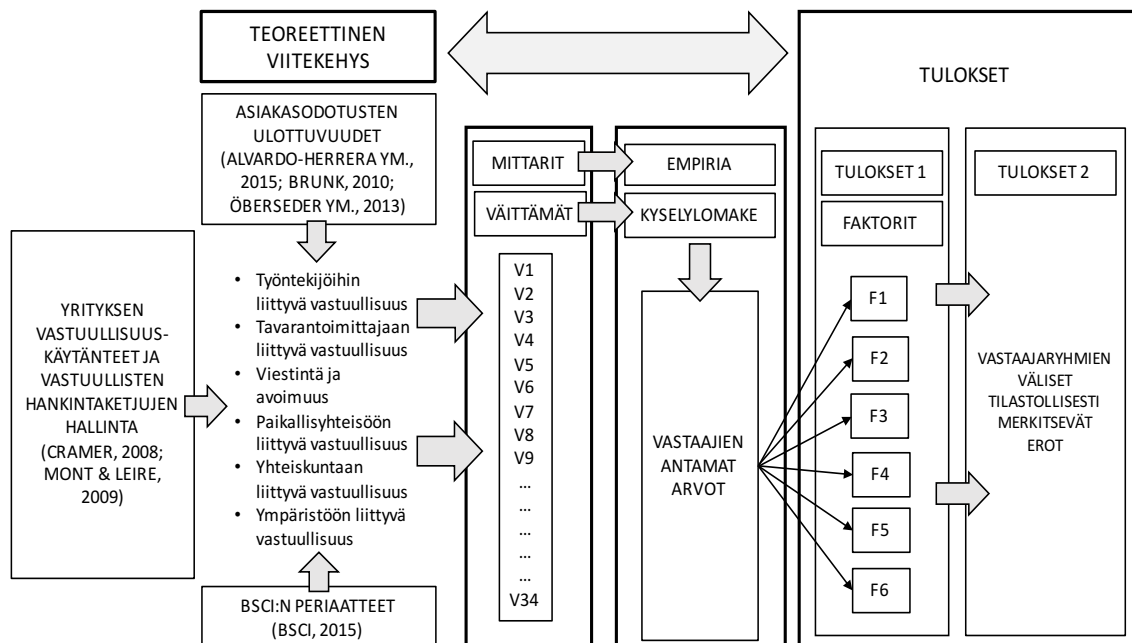 TEOREETTINEN
VIITEKEHYS
ASIAKASODOTUSTEN
ULOTTUVUUDET
(ALVARDO-HERRERA YM.,
2015; BRUNK, 2010;
ÖBERSEDER YM., 2013)
YRITYKSEN
VASTUULLISUUS-
KÄYTÄNTEET JA
VASTUULLISTEN
HANKINTAKETJUJEN
HALLINTA
(CRAMER, 2008;
MONT & LEIRE,
2009)
• Työntekijöihin
liittyvä vastuullisuus
• Tavarantoimittajaan
liittyvä vastuullisuus
• Viestintä ja
avoimuus
• Paikallisyhteisöön
liittyvä vastuullisuus
• Yhteiskuntaan
liittyvä vastuullisuus
• Ympäristöön liittyvä
vastuullisuus
BSCI:N PERIAATTEET
(BSCI, 2015)
MITTARIT
VÄITTÄMÄT
V1
V2
V3
V4
V5
V6
V7
V8
V9
...
...
...
...
...
V34
EMPIRIA
KYSELYLOMAKE
VASTAAJIEN
ANTAMAT
ARVOT
TULOKSET
TULOKSET 1
FAKTORIT
F1
F2
F3
F4
F5
F6
TULOKSET 2
VASTAAJARYHMIEN
VÄLISET
TILASTOLLISESTI
MERKITSEVÄT
EROT